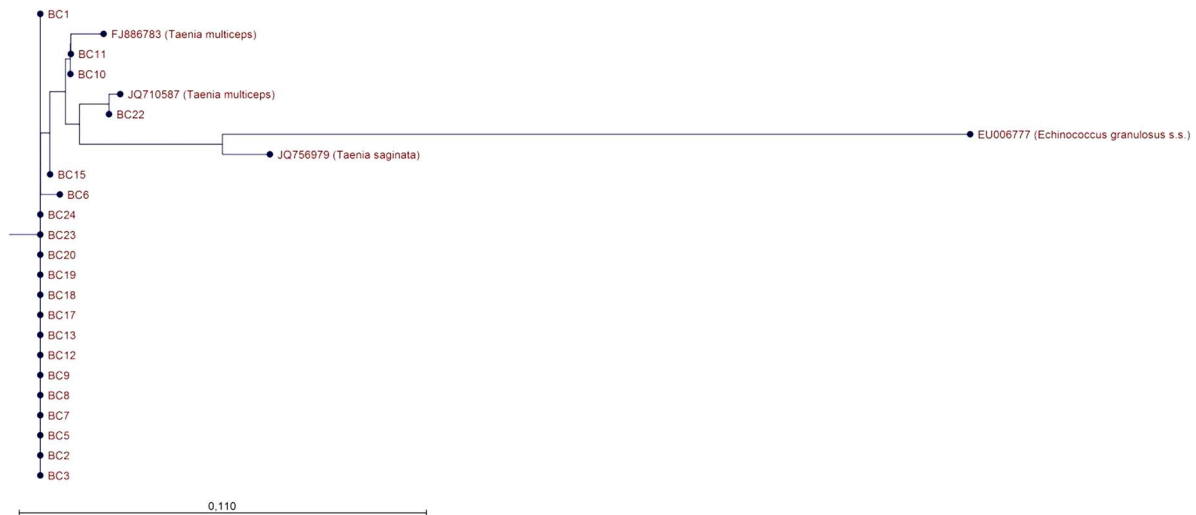 BC1
FJ886783 (Taenia multiceps)
BC11
BC10
JQ710587 (Taenia multiceps)
BC22
EU006777 (Echinococcus granulosus s.s.)
JQ756979 (Taenia saginata)
BC15
BC6
BC24
BC23
BC20
BC19
BC18
BC17
BC13
BC12
BC9
BC8
BC7
BC5
BC2
BC3
0,110